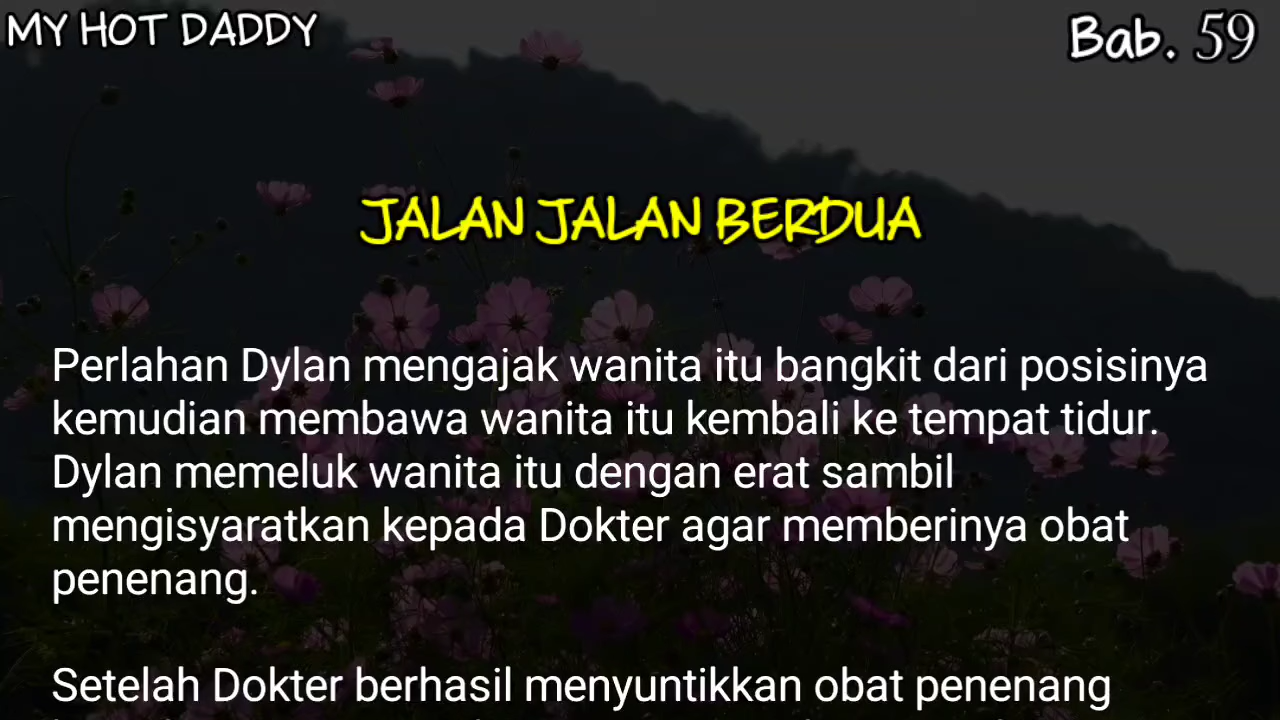 MY HOT DADDY
Bab. 59
JALAN JALAN BERDUA
Perlahan Dylan mengajak wanita itu bangkit dari posisinya
kemudian membawa wanita itu kembali ke tempat tidur.
Dylan memeluk wanita itu dengan erat sambil
mengisyaratkan kepada Dokter agar memberinya obat
penenang.
Setelah Dokter berhasil menyuntikkan obat penenang